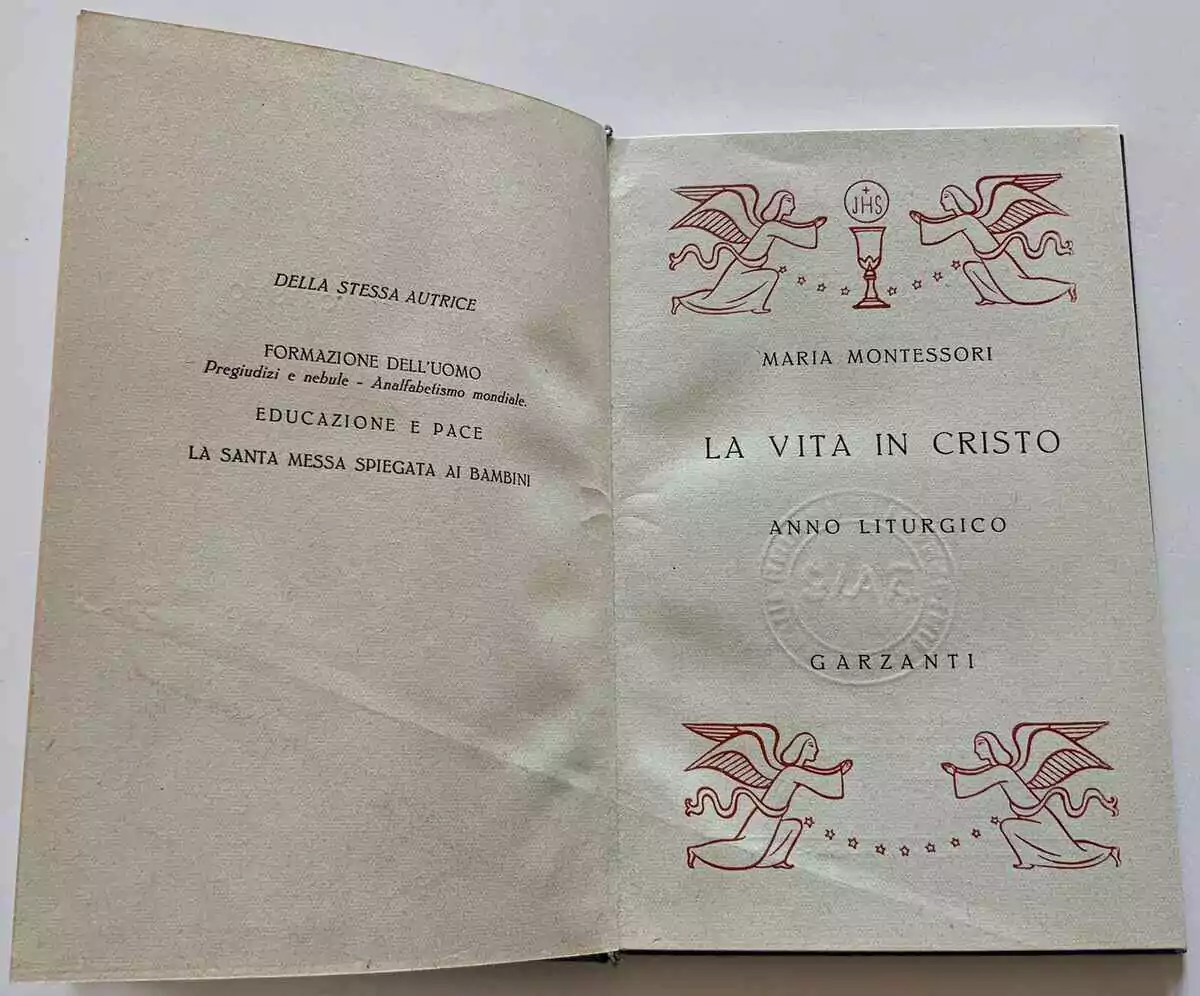 DELLA STESSA AUTRICE
FORMAZIONE DELL'UOMO
Pregiudizi e nebule - Analfabetismo mondiale.
EDUCAZIONE E PACE
LA SANTA MESSA SPIEGATA AI BAMBINI
JHS
MARIA MONTESSORI
LA VITA IN CRISTO
ANNO LITURGICO
GARZANTI